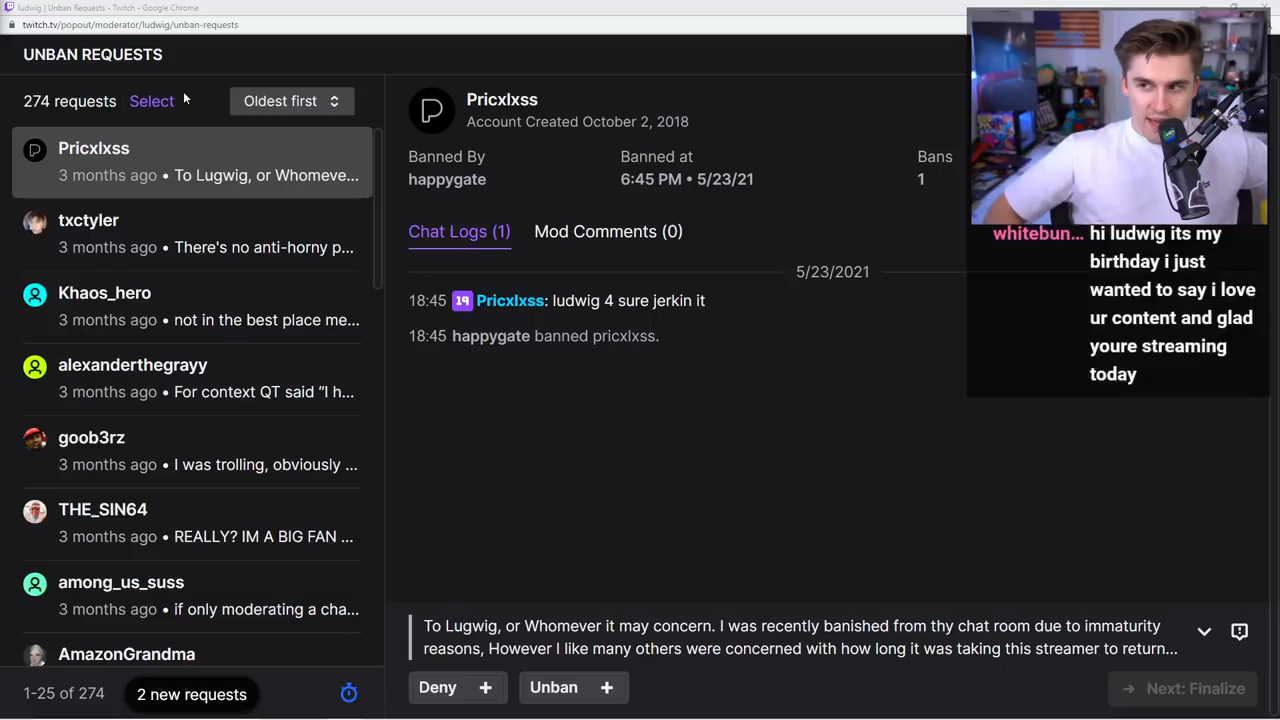 ludwig | Unban Requests - Twitch - Google Chrome
twitch.tv/popout/moderator/ludwig/unban-requests
UNBAN REQUESTS
274 requests Select Oldest first
Pricxlxss
3 months ago • To Lugwig, or Whomeve...
txctyler
3 months ago • There's no anti-horny p...
Khaos_hero
3 months ago • not in the best place me...
alexanderthegrayy
3 months ago • For context QT said “I h...
goob3rz
3 months ago • I was trolling, obviously ...
THE_SIN64
3 months ago • REALLY? IM A BIG FAN ...
among_us_suss
3 months ago • if only moderating a cha...
AmazonGrandma
1-25 of 274 2 new requests
P Pricxlxss
Account Created October 2, 2018
Banned By Banned at Bans
happygate 6:45 PM • 5/23/21 1
Chat Logs (1) Mod Comments (0)
5/23/2021
18:45 19 Pricxlxss: ludwig 4 sure jerkin it
18:45 happygate banned pricxlxss.
To Lugwig, or Whomever it may concern. I was recently banished from thy chat room due to immaturity
reasons, However I like many others were concerned with how long it was taking this streamer to return...
Deny + Unban + Next: Finalize
whitebun... hi ludwig its my
birthday i just
wanted to say i love
ur content and glad
youre streaming
today